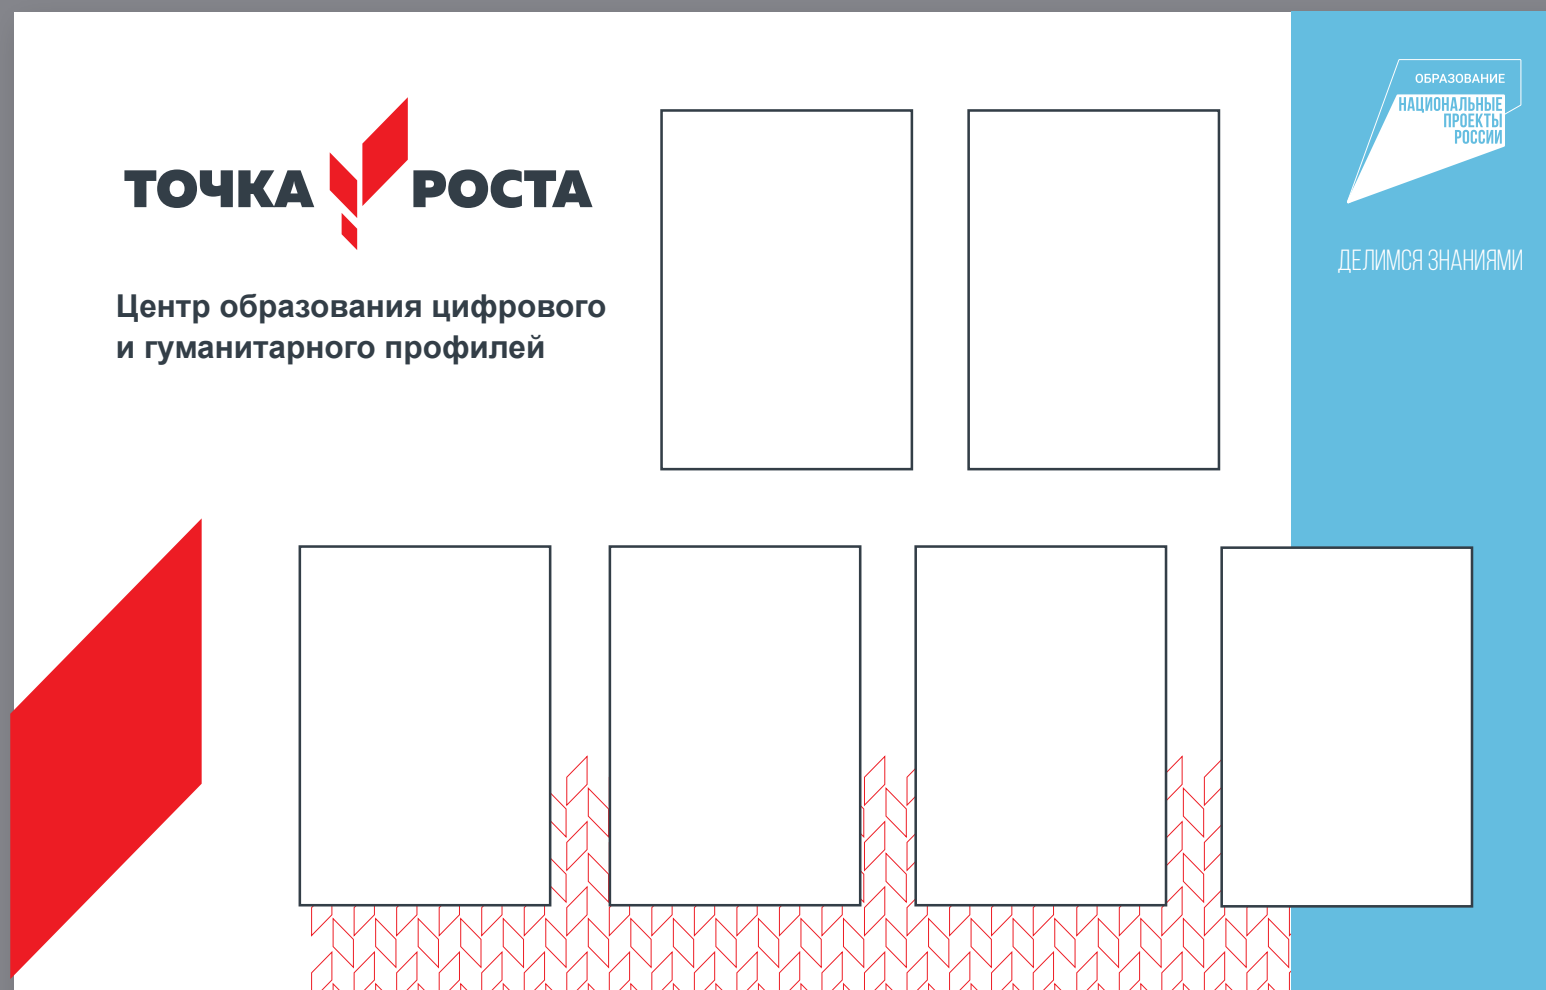 ТОЧКА РОСТА
Центр образования цифрового
и гуманитарного профилей
ОБРАЗОВАНИЕ
НАЦИОНАЛЬНЫЕ
ПРОЕКТЫ
РОССИИ
ДЕЛИМСЯ ЗНАНИЯМИ